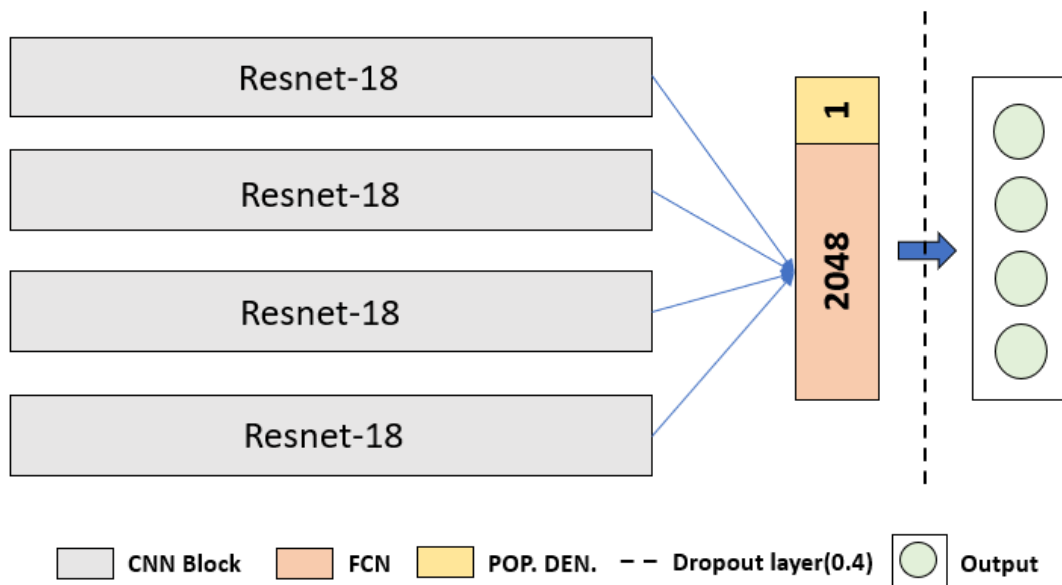 Resnet-18
Resnet-18
Resnet-18
Resnet-18
1
2048
CNN Block
FCN
POP. DEN.
Dropout layer(0.4)
Output